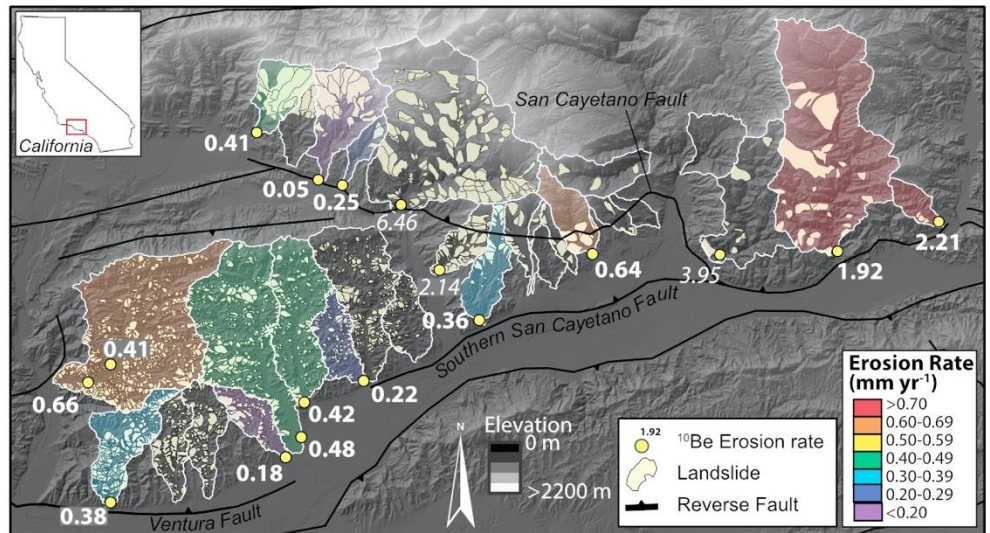 California
San Cayetano Fault
0.41
0.05
0.25
6.46
2.14
0.36
0.64
3.95
1.92
2.21
Southern San Cayetano Fault
0.41
0.66
0.22
0.42
0.48
0.18
0.38
Ventura Fault
N
Elevation
0 m
>2200 m
1.92
10Be Erosion rate
Landslide
Reverse Fault
Erosion Rate
(mm yr-1)
>0.70
0.60-0.69
0.50-0.59
0.40-0.49
0.30-0.39
0.20-0.29
<0.20